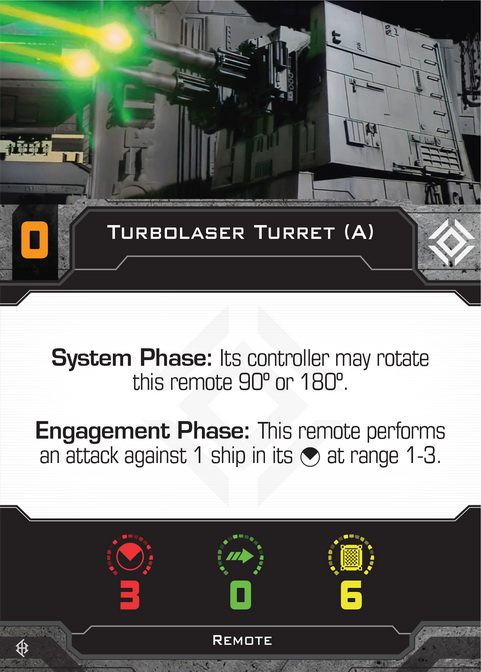 0
TURBOLASER TURRET (A)
System Phase: Its controller may rotate
this remote 90º or 180º.
Engagement Phase: This remote performs
an attack against 1 ship in its at range 1-3.
3 0 6
REMOTE